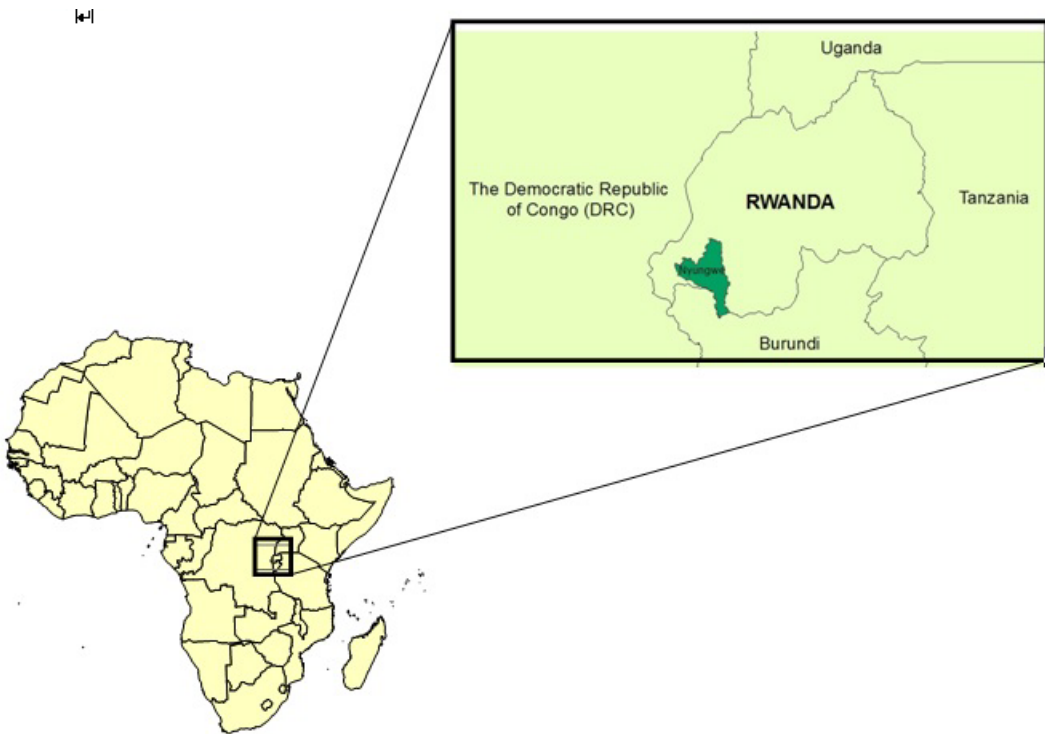 Uganda
The Democratic Republic
of Congo (DRC)
RWANDA
Tanzania
Nyungwe
Burundi